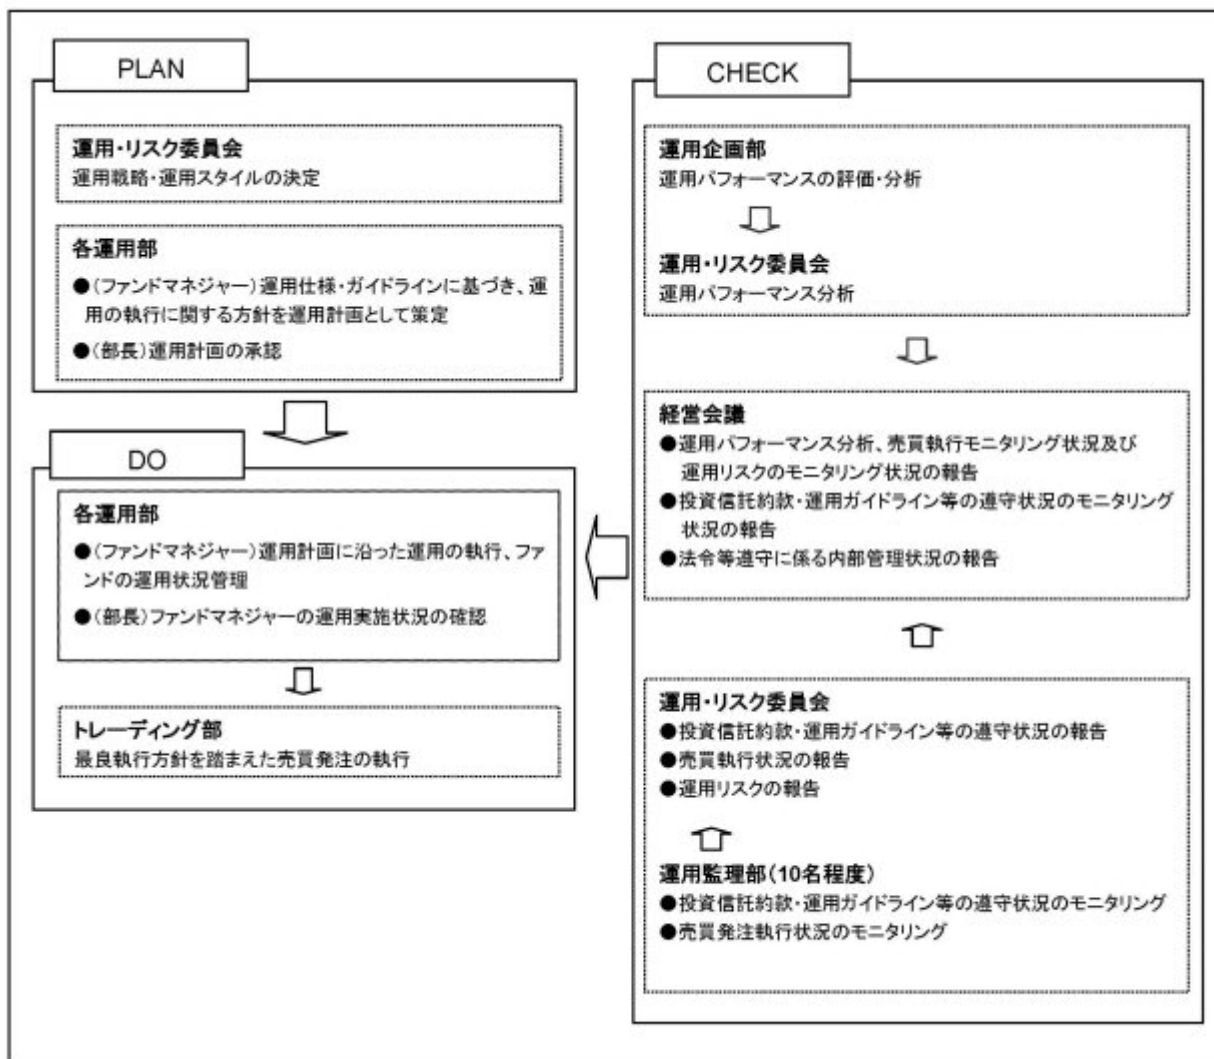 PLAN
運用・リスク委員会
運用戦略・運用スタイルの決定
各運用部
●(ファンドマネジャー)運用仕様・ガイドラインに基づき、運
用の執行に関する方針を運用計画として策定
●(部長)運用計画の承認
DO
各運用部
●(ファンドマネジャー)運用計画に沿った運用の執行、ファ
ンドの運用状況管理
●(部長)ファンドマネジャーの運用実施状況の確認
トレーディング部
最良執行方針を踏まえた売買発注の執行
CHECK
運用企画部
運用パフォーマンスの評価・分析
運用・リスク委員会
運用パフォーマンス分析
経営会議
●運用パフォーマンス分析、売買執行モニタリング状況及び
運用リスクのモニタリング状況の報告
●投資信託約款・運用ガイドライン等の遵守状況のモニタリング
状況の報告
●法令等遵守に係る内部管理状況の報告
運用・リスク委員会
●投資信託約款・運用ガイドライン等の遵守状況の報告
●売買執行状況の報告
●運用リスクの報告
運用監理部(10名程度)
●投資信託約款・運用ガイドライン等の遵守状況のモニタリング
●売買発注執行状況のモニタリング